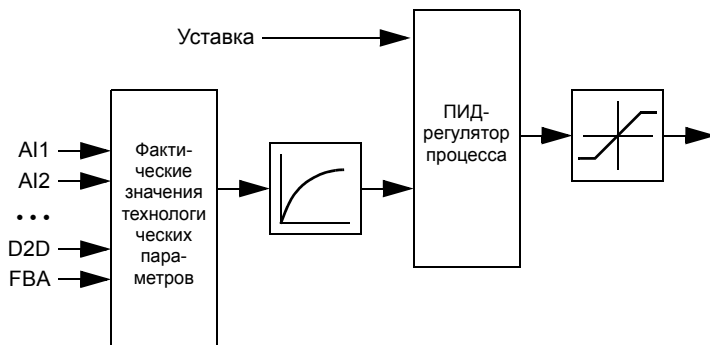 Уставка
ПИД-
регулятор
процесса
AI1
AI2
...
D2D
FBA
Факти-
ческие
значения
технологи
ческих
пара-
метров